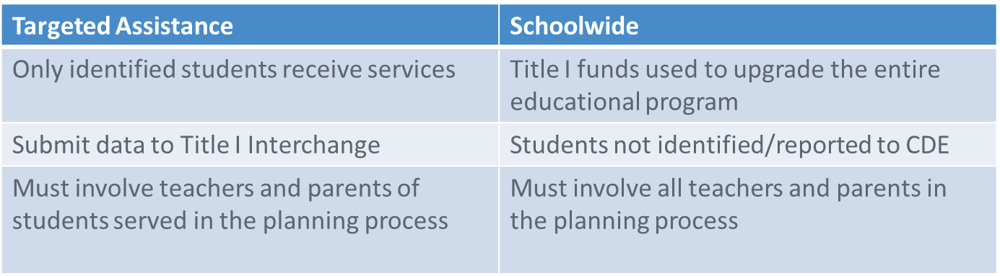 Targeted Assistance
Schoolwide
Only identified students receive services
Title I funds used to upgrade the entire
educational program
Submit data to Title I Interchange
Students not identified/reported to CDE
Must involve teachers and parents of
students served in the planning process
Must involve all teachers and parents in
the planning process